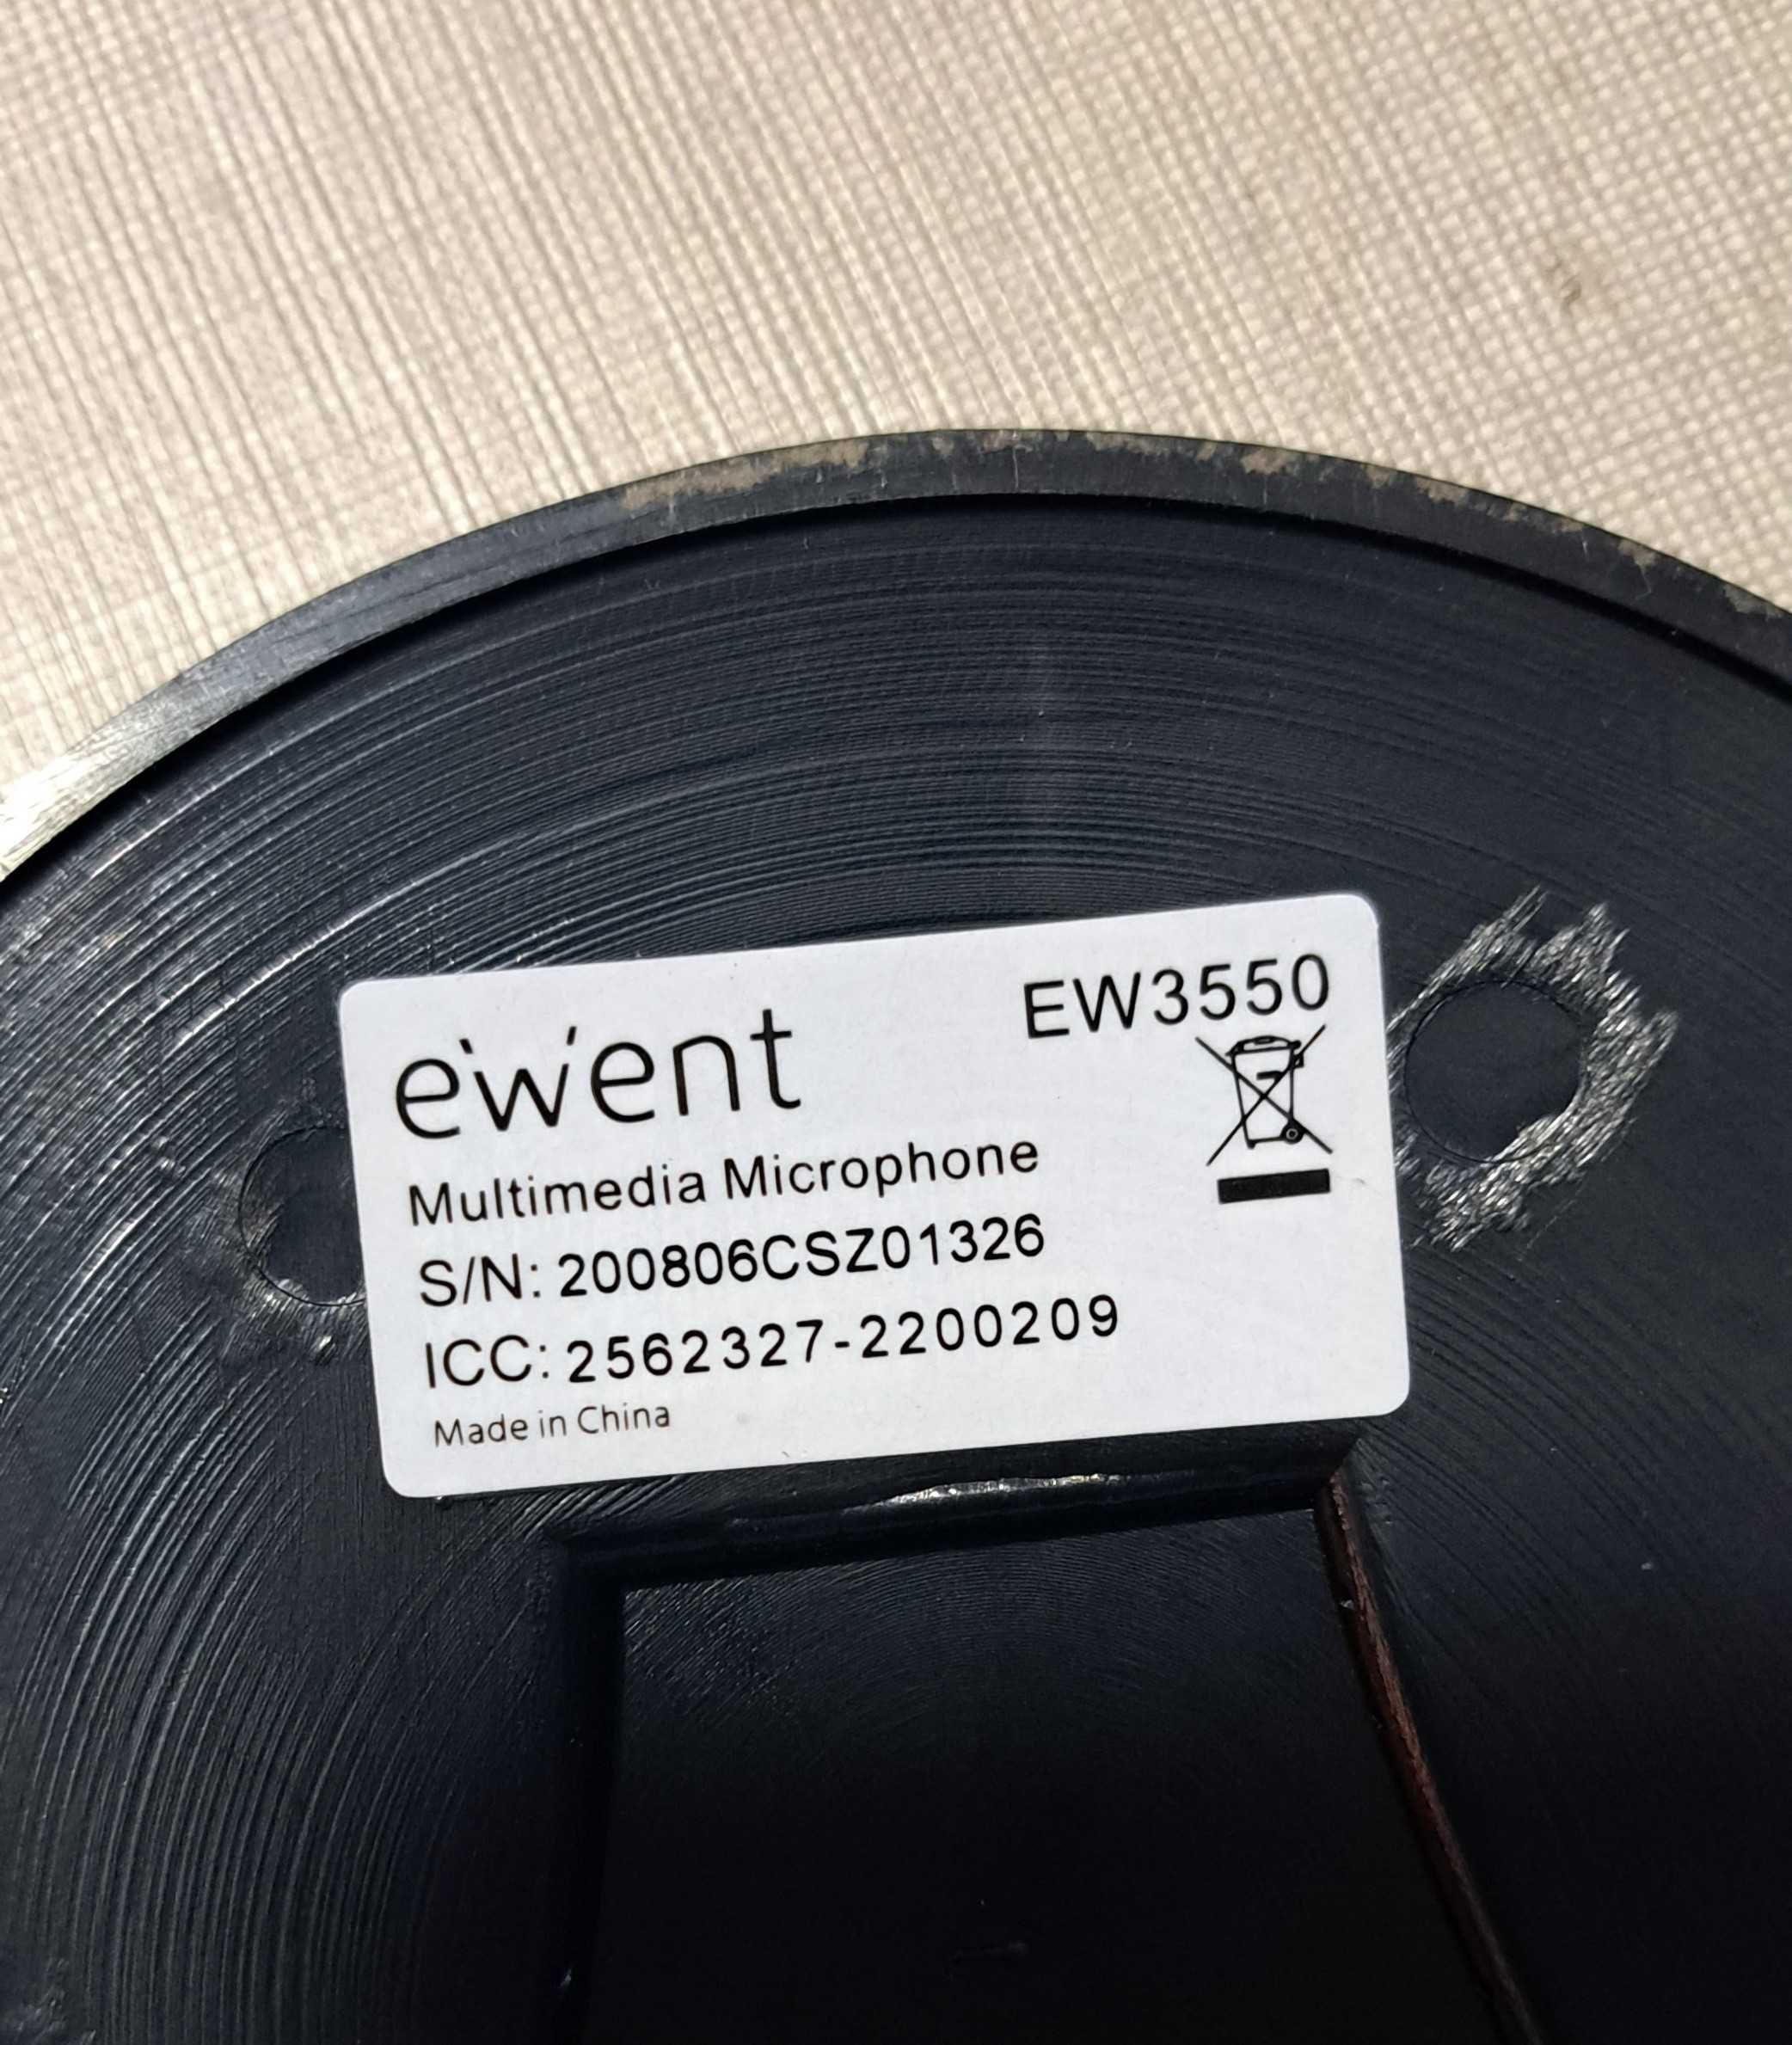 ewent EW3550
Multimedia Microphone
S/N: 200806CSZ01326
ICC: 2562327-2200209
Made in China